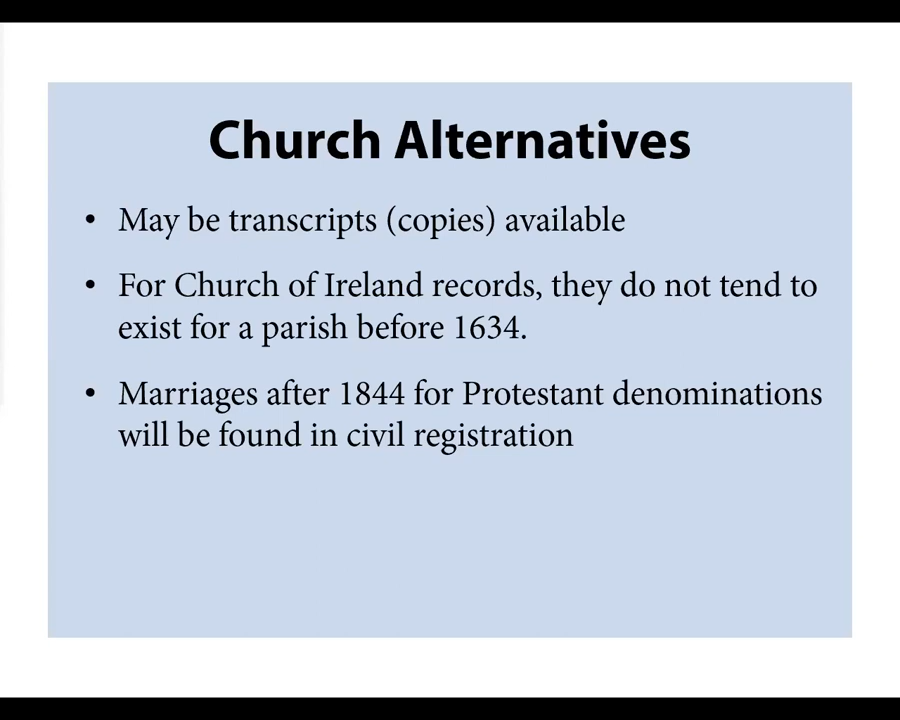 Church Alternatives
• May be transcripts (copies) available
• For Church of Ireland records, they do not tend to
exist for a parish before 1634.
• Marriages after 1844 for Protestant denominations
will be found in civil registration